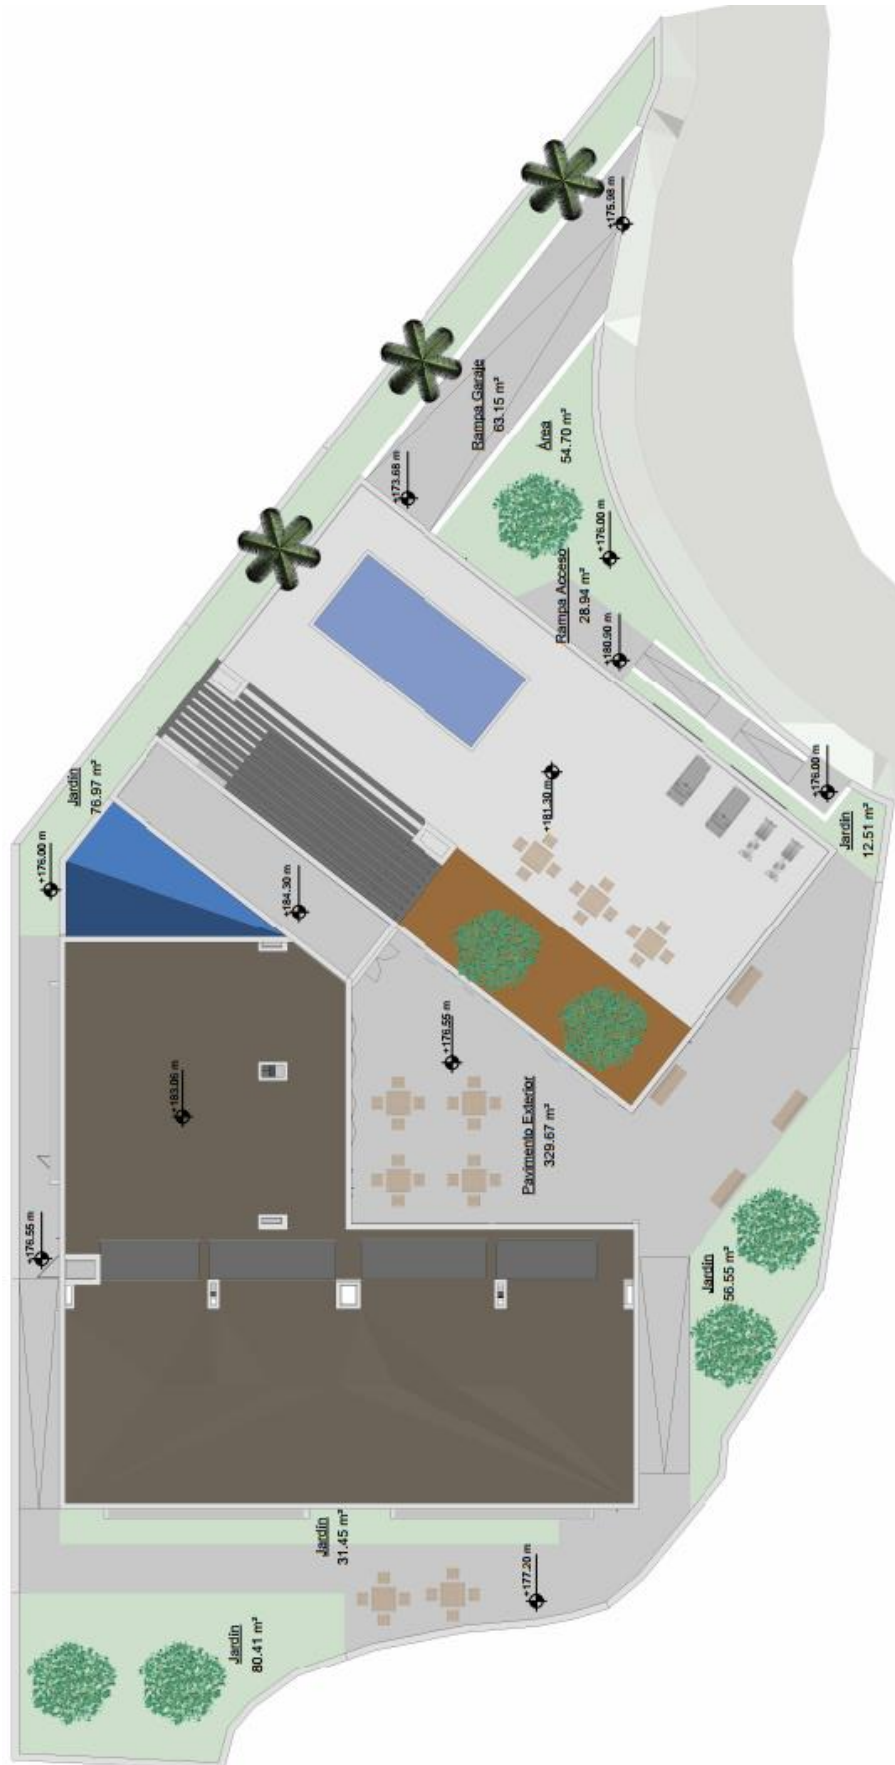 +175.98 m
Rampa Garaje
63.15 m²
Area
54.70 m²
+173.68 m
+176.00 m
Rampa Acceso
28.94 m²
+180.90 m
Jardín
76.97 m²
+176.00 m
+181.30 m
+176.00 m
Jardín
12.51 m²
+184.30 m
+176.55 m
+183.06 m
Pavimento Exterior
329.67 m²
+176.55 m
Jardín
56.55 m²
Jardín
31.45 m²
+177.20 m
Jardín
80.41 m²